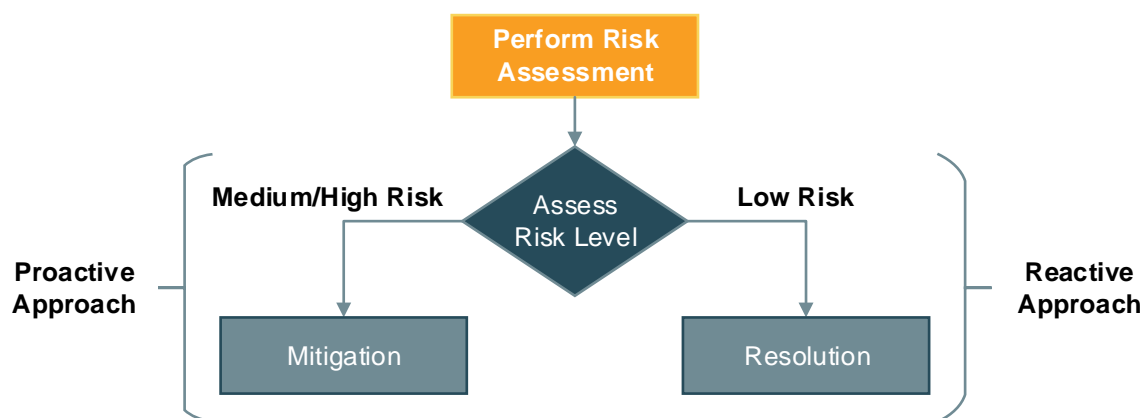 Perform Risk
Assessment
Medium/High Risk
Low Risk
Assess
Risk Level
Proactive
Approach
Reactive
Approach
Mitigation
Resolution